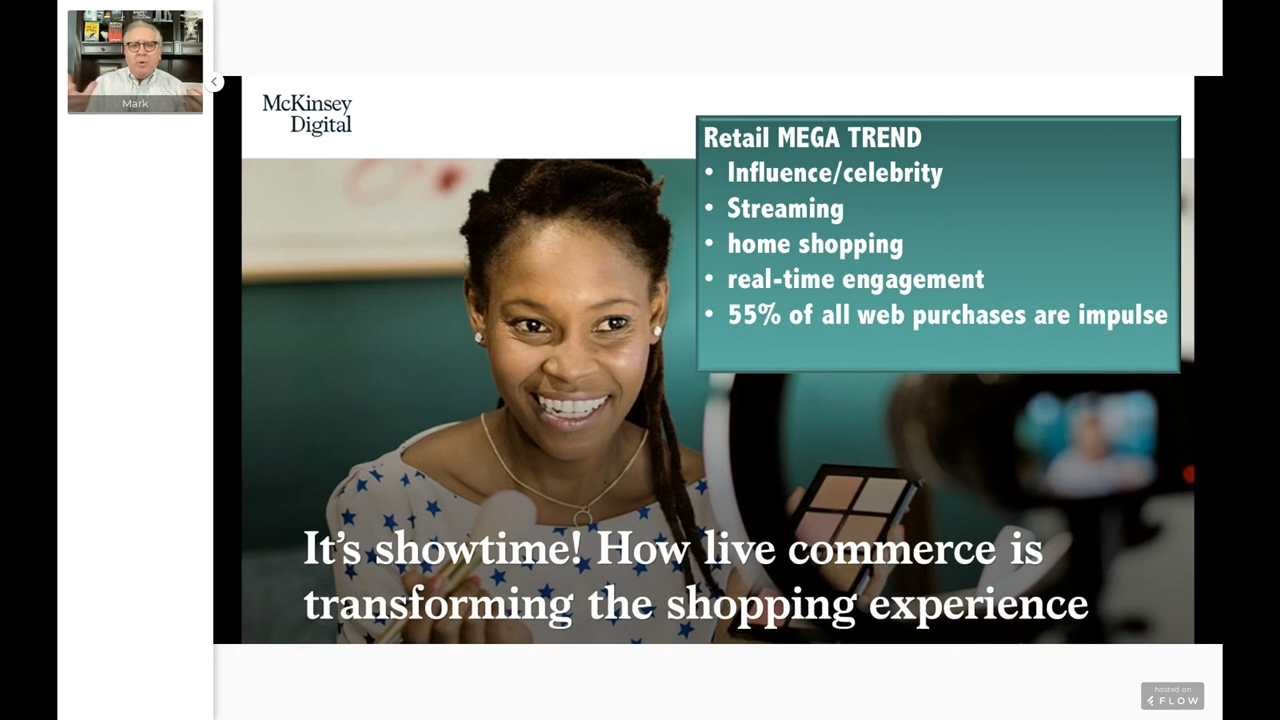 Mark
McKinsey
Digital
Retail MEGA TREND
• Influence/celebrity
• Streaming
• home shopping
• real-time engagement
• 55% of all web purchases are impulse
It's showtime! How live commerce is
transforming the shopping experience
hosted on
FLOW